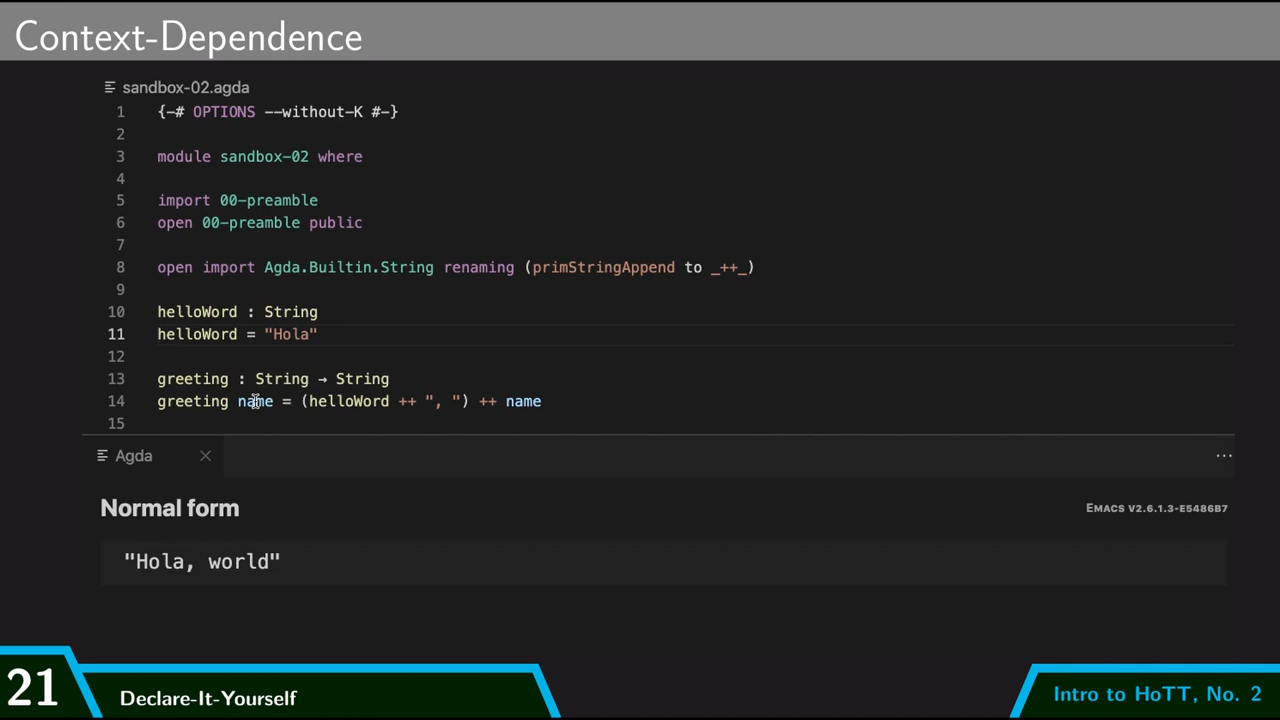 Context-Dependence
sandbox-02.agda
1 {-# OPTIONS --without-K #-}
2
3 module sandbox-02 where
4
5 import 00-preamble
6 open 00-preamble public
7
8 open import Agda.Builtin.String renaming (primStringAppend to _++_)
9
10 helloWord : String
11 helloWord = "Hola"
12
13 greeting : String → String
14 greeting name = (helloWord ++ ", ") ++ name
15
Agda
Normal form
EMACS V2.6.1.3-E5486B7
"Hola, world"
21
Declare-It-Yourself
Intro to HoTT, No. 2